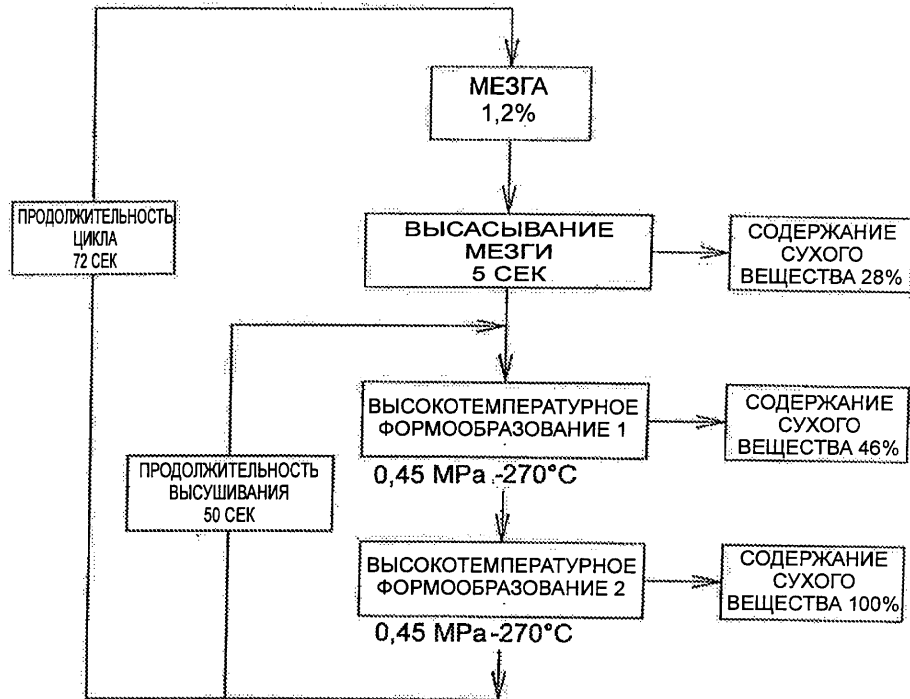 МЕЗГА
1,2%
ПРОДОЛЖИТЕЛЬНОСТЬ
ЦИКЛА
72 СЕК
ВЫСАСЫВАНИЕ
МЕЗГИ
5 СЕК
СОДЕРЖАНИЕ
СУХОГО
ВЕЩЕСТВА 28%
ВЫСОКОТЕМПЕРАТУРНОЕ
ФОРМООБРАЗОВАНИЕ 1
0,45 MPa -270°C
СОДЕРЖАНИЕ
СУХОГО
ВЕЩЕСТВА 46%
ПРОДОЛЖИТЕЛЬНОСТЬ
ВЫСУШИВАНИЯ
50 СЕК
ВЫСОКОТЕМПЕРАТУРНОЕ
ФОРМООБРАЗОВАНИЕ 2
0,45 MPa -270°C
СОДЕРЖАНИЕ
СУХОГО
ВЕЩЕСТВА 100%